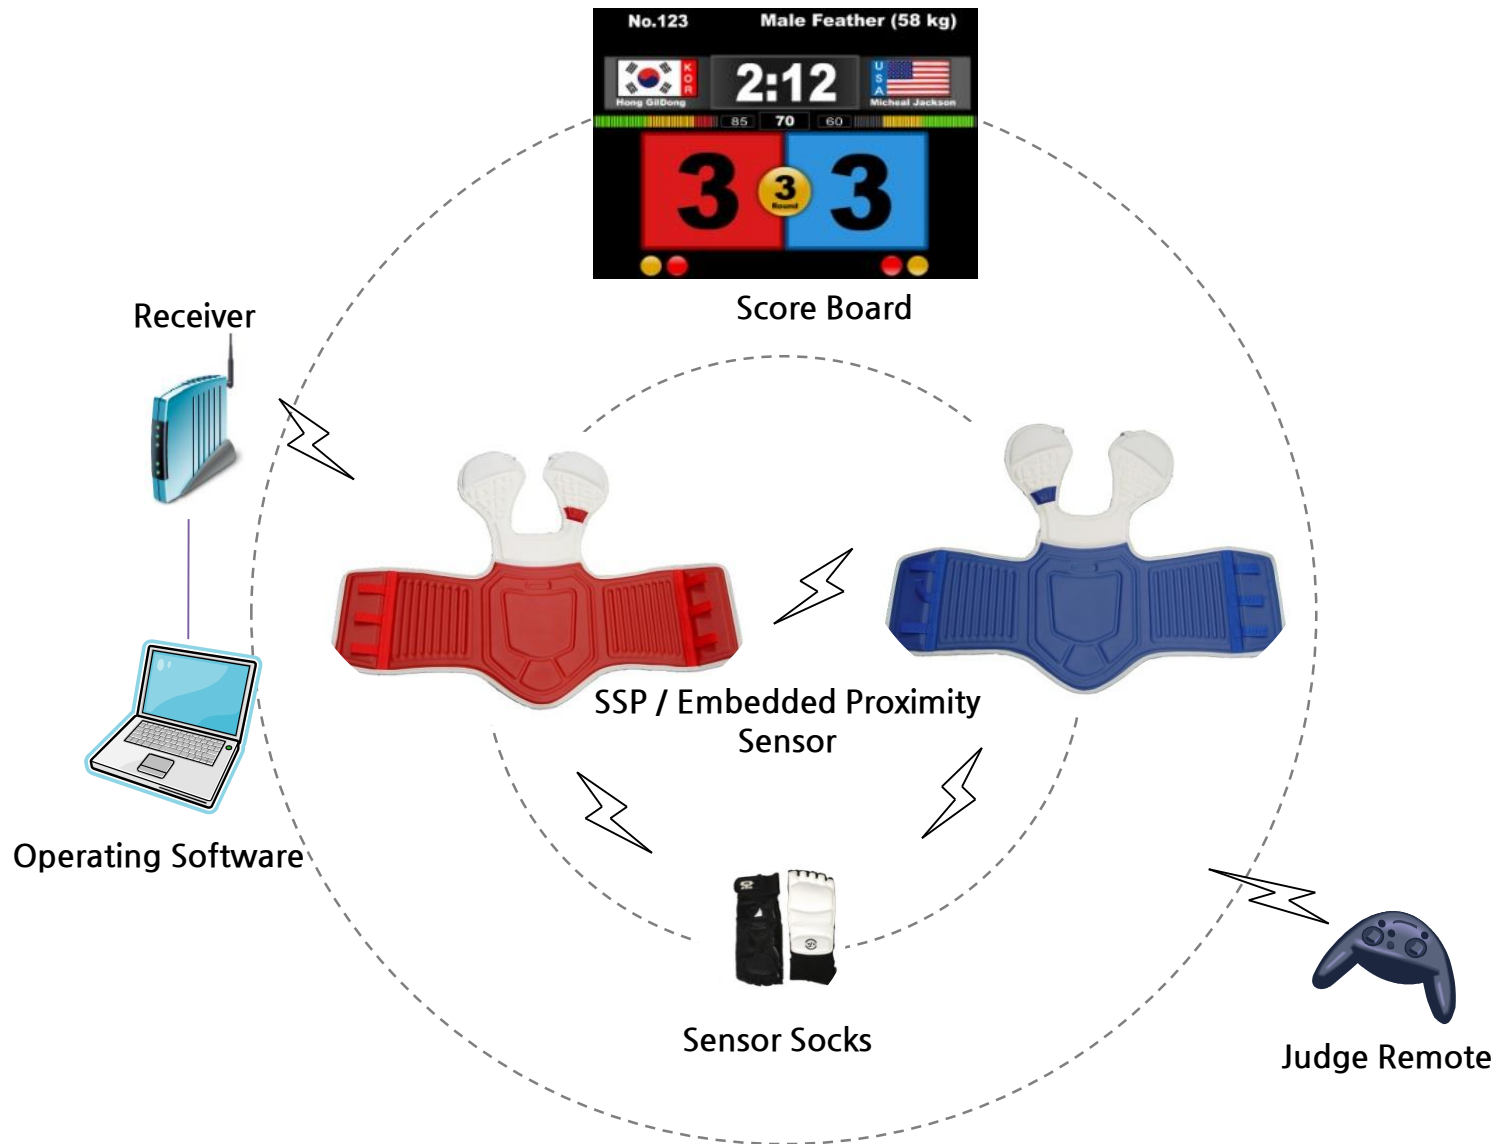 No.123 Male Feather (58 kg)
KOR 2:12 USA
Hong GilDong Micheal Jackson
85 70 60
3 3 3
Round
Score Board
Receiver
SSP / Embedded Proximity
Sensor
Operating Software
Sensor Socks
Judge Remote